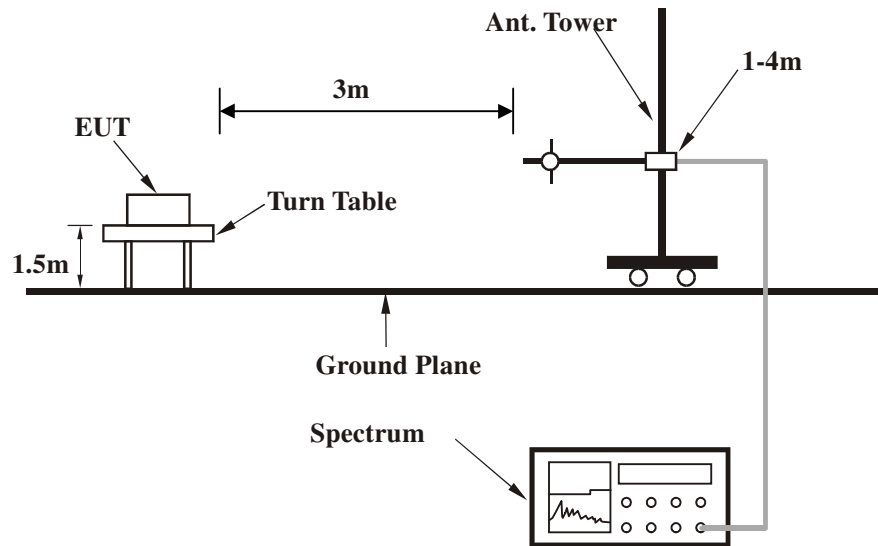 Ant. Tower
1-4m
3m
EUT
Turn Table
1.5m
Ground Plane
Spectrum